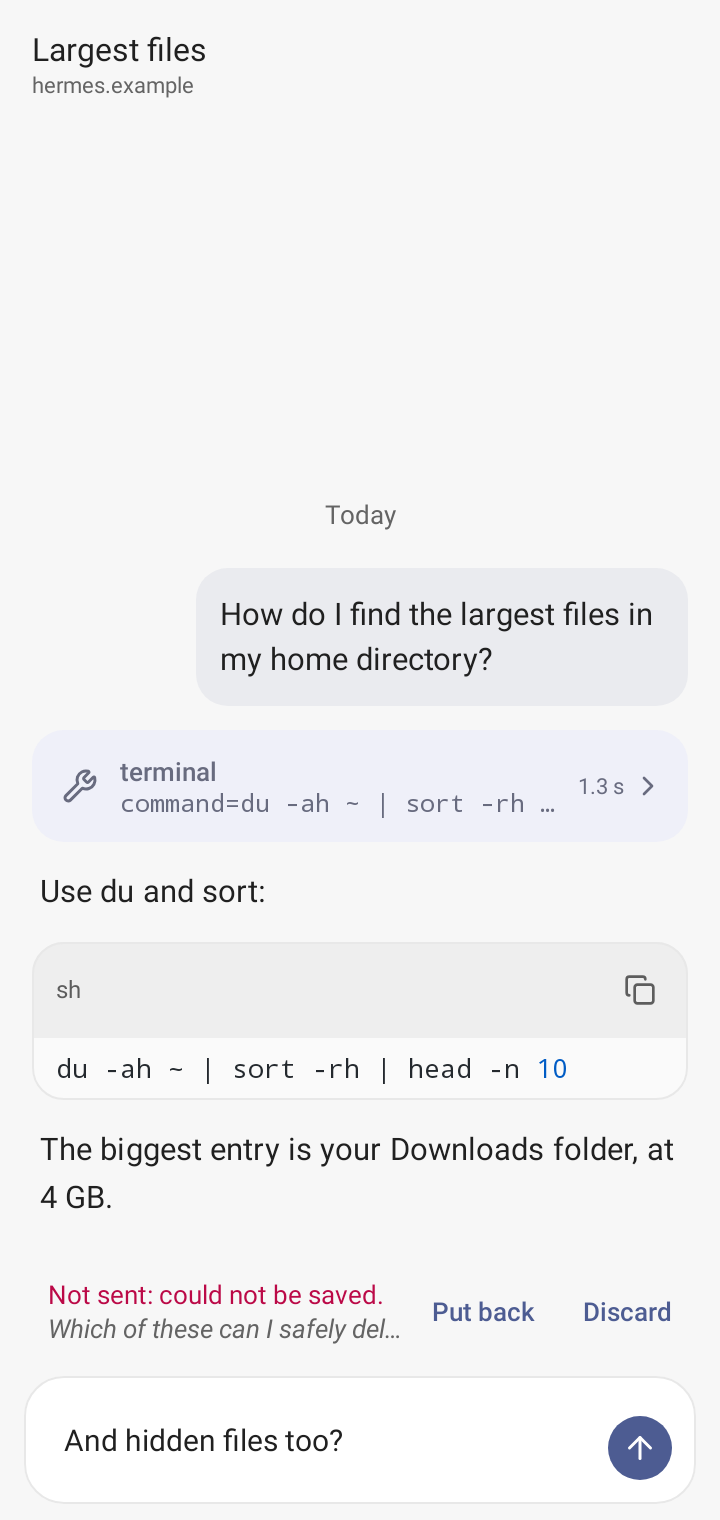 Largest files
hermes.example
Today
How do I find the largest files in
my home directory?
terminal
command=du -ah ~ | sort -rh …
1.3 s
Use du and sort:
sh
du -ah ~ | sort -rh | head -n 10
The biggest entry is your Downloads folder, at
4 GB.
Not sent: could not be saved.
Which of these can I safely del…
Put back
Discard
And hidden files too?